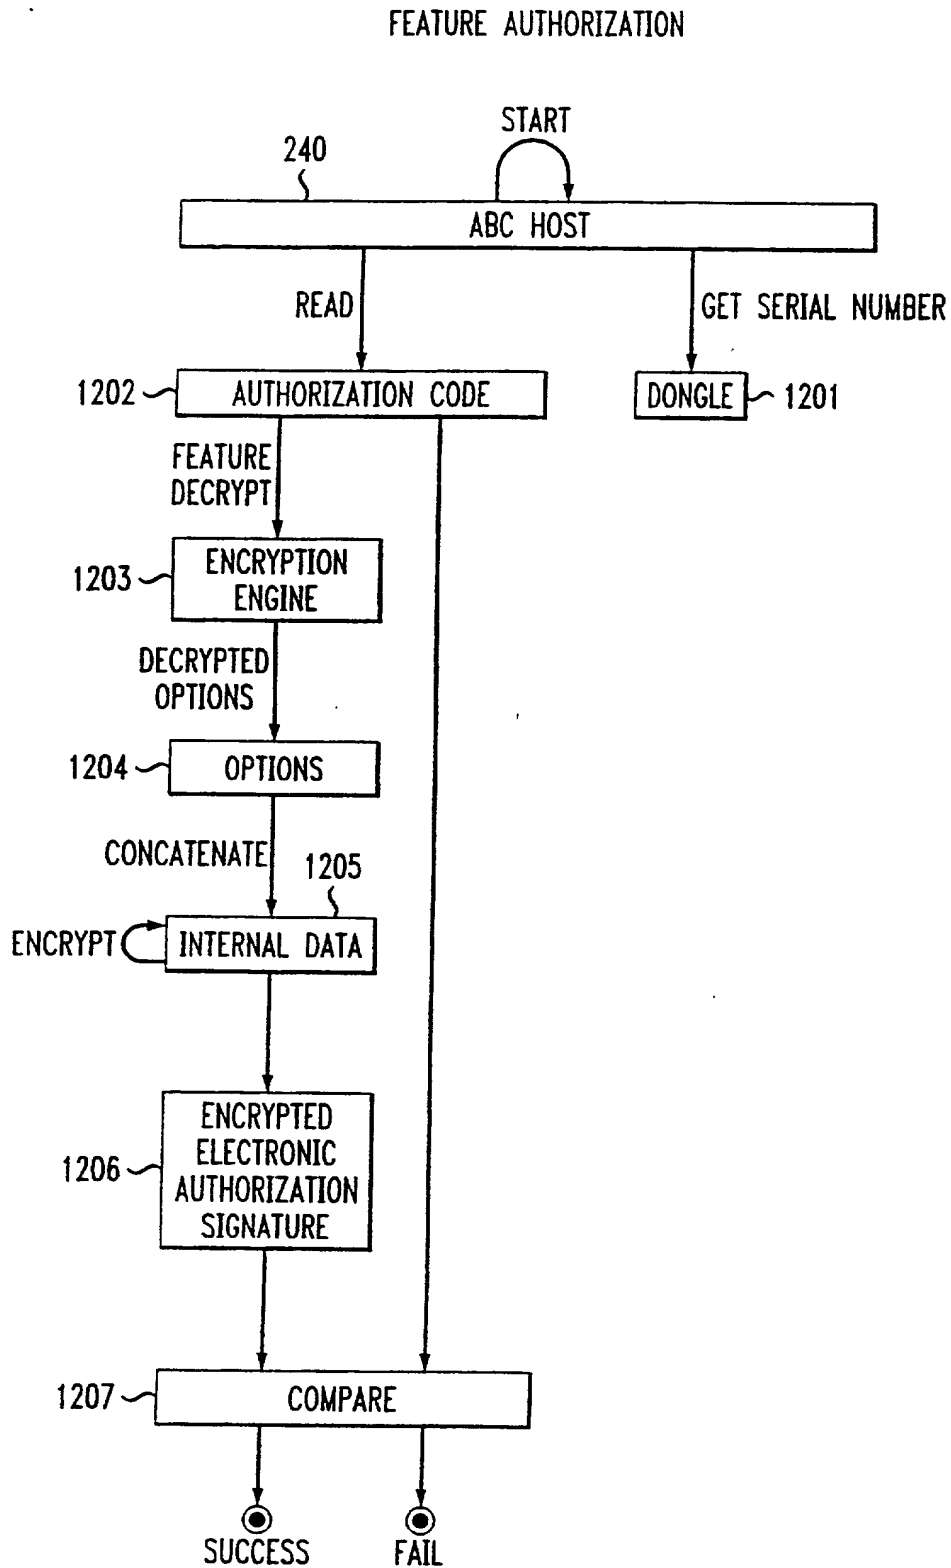 FEATURE AUTHORIZATION
START
240
ABC HOST
READ
GET SERIAL NUMBER
1202
AUTHORIZATION CODE
DONGLE
1201
FEATURE
DECRYPT
1203
ENCRYPTION
ENGINE
DECRYPTED
OPTIONS
1204
OPTIONS
CONCATENATE
1205
ENCRYPT
INTERNAL DATA
1206
ENCRYPTED
ELECTRONIC
AUTHORIZATION
SIGNATURE
1207
COMPARE
SUCCESS
FAIL